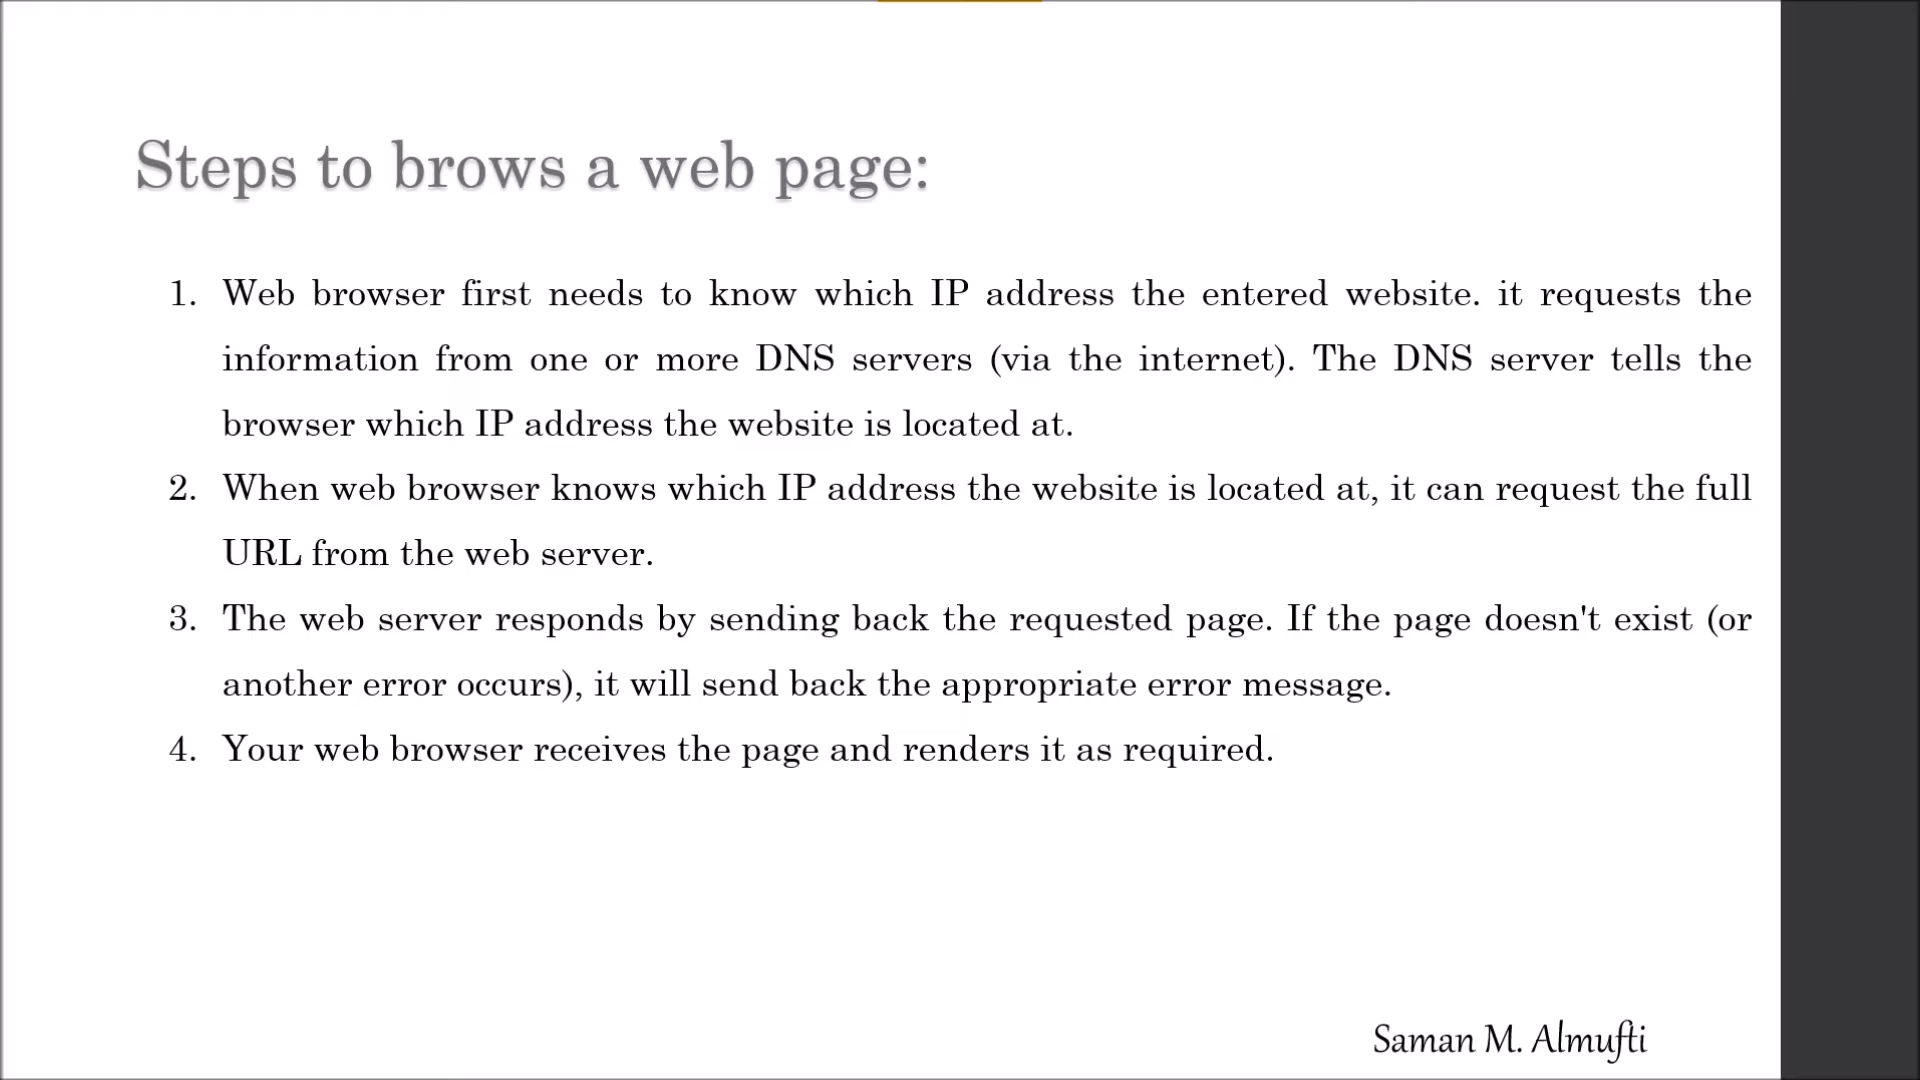 Steps to brows a web page:
1. Web browser first needs to know which IP address the entered website. it requests the
information from one or more DNS servers (via the internet). The DNS server tells the
browser which IP address the website is located at.
2. When web browser knows which IP address the website is located at, it can request the full
URL from the web server.
3. The web server responds by sending back the requested page. If the page doesn't exist (or
another error occurs), it will send back the appropriate error message.
4. Your web browser receives the page and renders it as required.
Saman M. Almufti